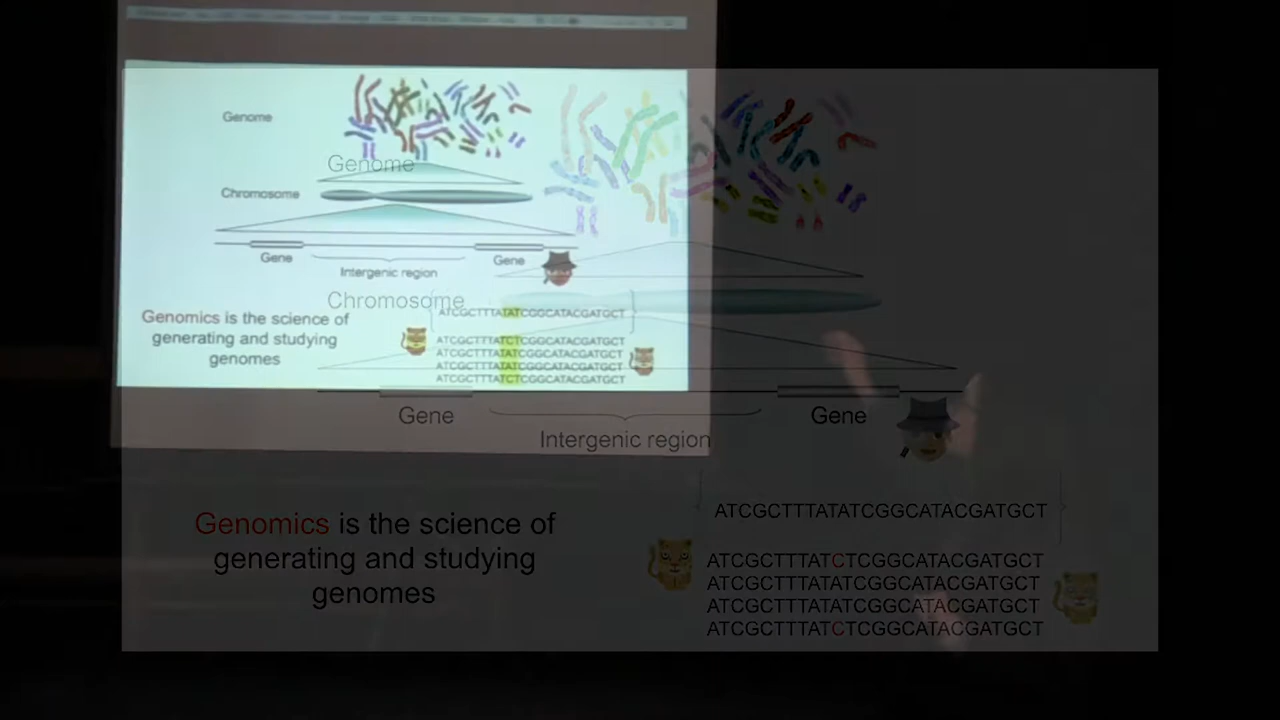 Genome
Chromosome
Gene
Intergenic region
Gene
ATCGCTTTATATCGGCATACGATGCT
Genomics is the science of
generating and studying
genomes
ATCGCTTTATCTCGGCATACGATGCT
ATCGCTTTATATCGGCATACGATGCT
ATCGCTTTATATCGGCATACGATGCT
ATCGCTTTATCTCGGCATACGATGCT
Genome
Chromosome
Gene
Gene
Intergenic region
ATCGCTTTATATCGGCATACGATGCT
Genomics is the science of
generating and studying
genomes
ATCGCTTTATCTCGGCATACGATGCT
ATCGCTTTATATCGGCATACGATGCT
ATCGCTTTATATCGGCATACGATGCT
ATCGCTTTATCTCGGCATACGATGCT